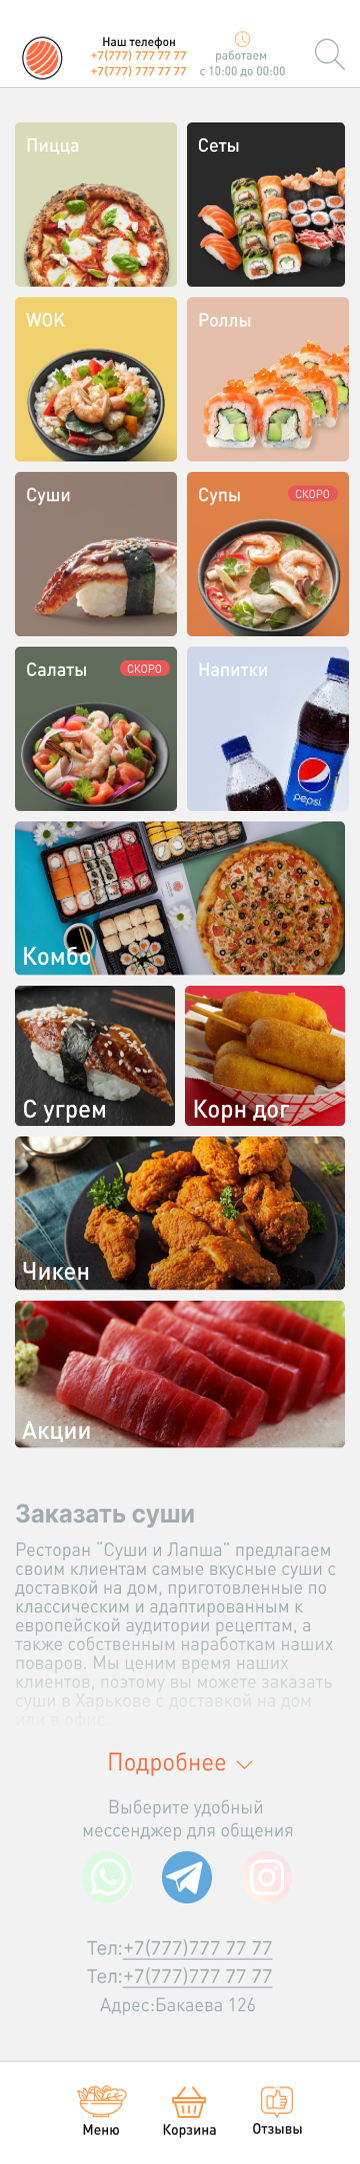 Наш телефон
+7(777) 777 77 77
+7(777) 777 77 77
работаем
с 10:00 до 00:00
Пицца
Сеты
WOK
Роллы
Суши
Супы
СКОРО
Салаты
СКОРО
Напитки
pepsi
Комбо
С угрем
Корн дог
Чикен
Акции
Заказать суши
Ресторан “Суши и Лапша” предлагаем
своим клиентам самые вкусные суши с
доставкой на дом, приготовленные по
классическим и адаптированным к
европейской аудитории рецептам, а
также собственным наработкам наших
поваров. Мы ценим время наших
клиентов, поэтому вы можете заказать
суши в Харькове с доставкой на дом
или в офис.
Подробнее
Выберите удобный
мессенджер для общения
Тел:+7(777)777 77 77
Тел:+7(777)777 77 77
Адрес:Бакаева 126
Меню
Корзина
Отзывы